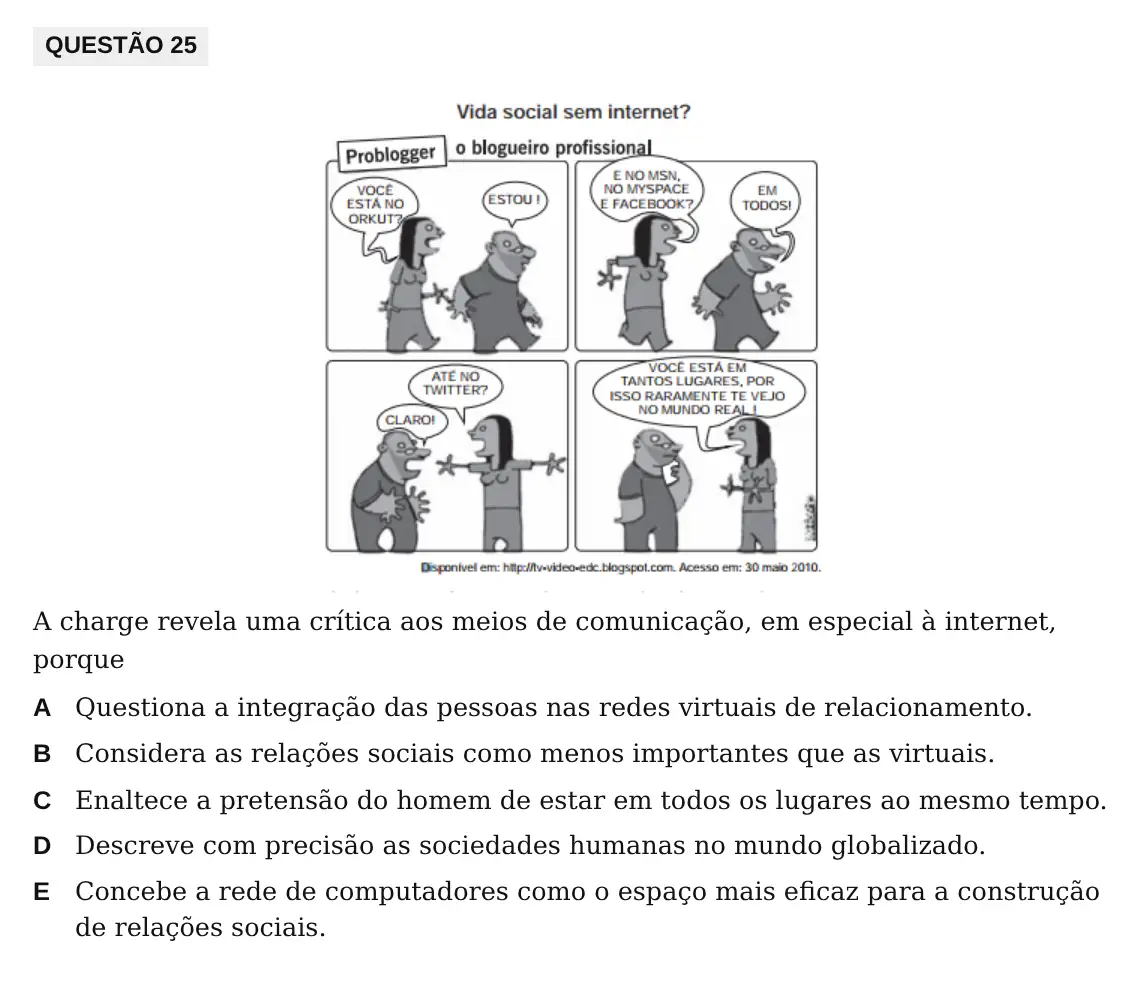 QUESTÃO 25
Vida social sem internet?
Problogger o blogueiro profissional
VOCÊ
ESTÁ NO
ORKUT?
ESTOU !
E NO MSN,
NO MYSPACE
E FACEBOOK?
EM
TODOS!
ATÉ NO
TWITTER?
CLARO!
VOCÊ ESTÁ EM
TANTOS LUGARES, POR
ISSO RARAMENTE TE VEJO
NO MUNDO REAL !
Disponível em: http://tv-video-edc.blogspot.com. Acesso em: 30 maio 2010.
A charge revela uma crítica aos meios de comunicação, em especial à internet,
porque
A Questiona a integração das pessoas nas redes virtuais de relacionamento.
B Considera as relações sociais como menos importantes que as virtuais.
C Enaltece a pretensão do homem de estar em todos os lugares ao mesmo tempo.
D Descreve com precisão as sociedades humanas no mundo globalizado.
E Concebe a rede de computadores como o espaço mais eficaz para a construção
de relações sociais.